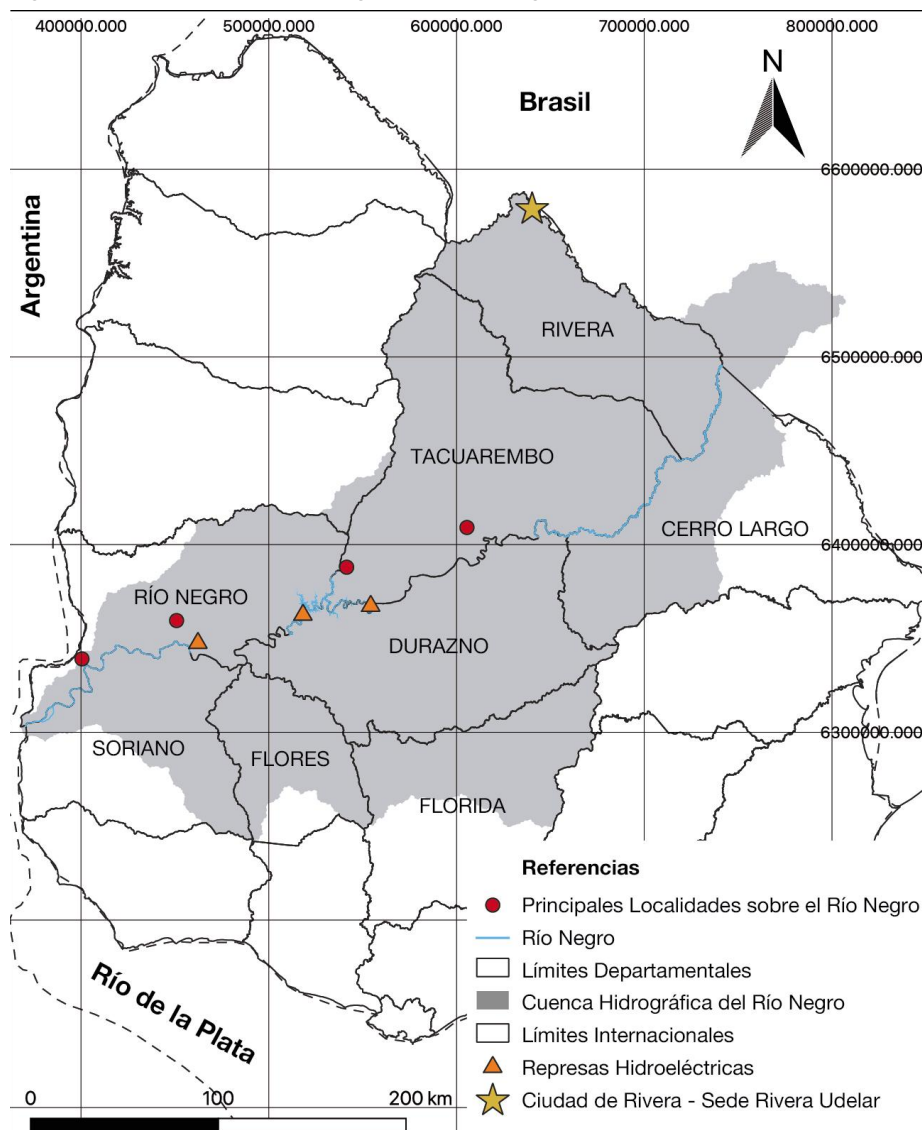 400000.000
500000.000
600000.000
700000.000
800000.000
N
Brasil
6600000.000
Argentina
RIVERA
6500000.000
TACUAREMBO
CERRO LARGO
6400000.000
RÍO NEGRO
DURAZNO
6300000.000
SORIANO
FLORES
FLORIDA
Río de la Plata
Referencias
Principales Localidades sobre el Río Negro
Río Negro
Límites Departamentales
Cuenca Hidrográfica del Río Negro
Límites Internacionales
Represas Hidroeléctricas
Ciudad de Rivera - Sede Rivera Udelar
0 100 200 km